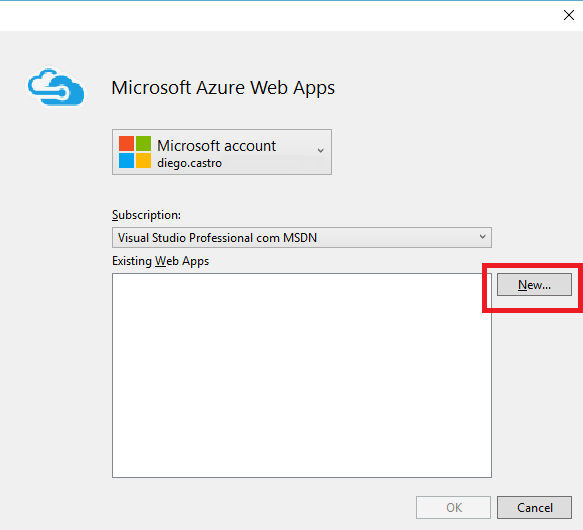 Microsoft Azure Web Apps
Microsoft account
diego.castro
Subscription:
Visual Studio Professional com MSDN
Existing Web Apps
New...
OK
Cancel